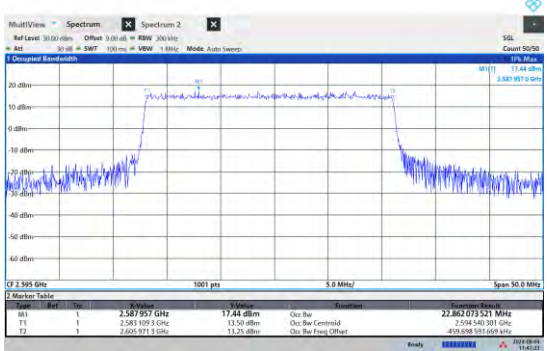 MultiView Spectrum Spectrum 2
Ref Level 30.00 dBm Offset 9.00 dB RBW 300 kHz SGL
Att 30 dB SWT 100 ms VBW 1 MHz Mode Auto Sweep Count 50/50
1 Occupied Bandwidth 1Pk Max
M1[1] 17.44 dBm
2.587 957 0 GHz
20 dBm
M1
T1
T2
0 dBm
-10 dBm
-20 dBm
-30 dBm
-40 dBm
-50 dBm
-60 dBm
CF 2.595 GHz 1001 pts 5.0 MHz/ Span 50.0 MHz
2 Marker Table
Type Ref Trc X-Value Y-Value Function Function Result
M1 1 2.587957 GHz 17.44 dBm Occ Bw 22.862 073 521 MHz
T1 1 2.583 109 3 GHz 13.50 dBm Occ Bw Centroid 2.594 540 301 GHz
T2 1 2.605 971 3 GHz 13.25 dBm Occ Bw Freq Offset -459.698 593 669 kHz
Ready